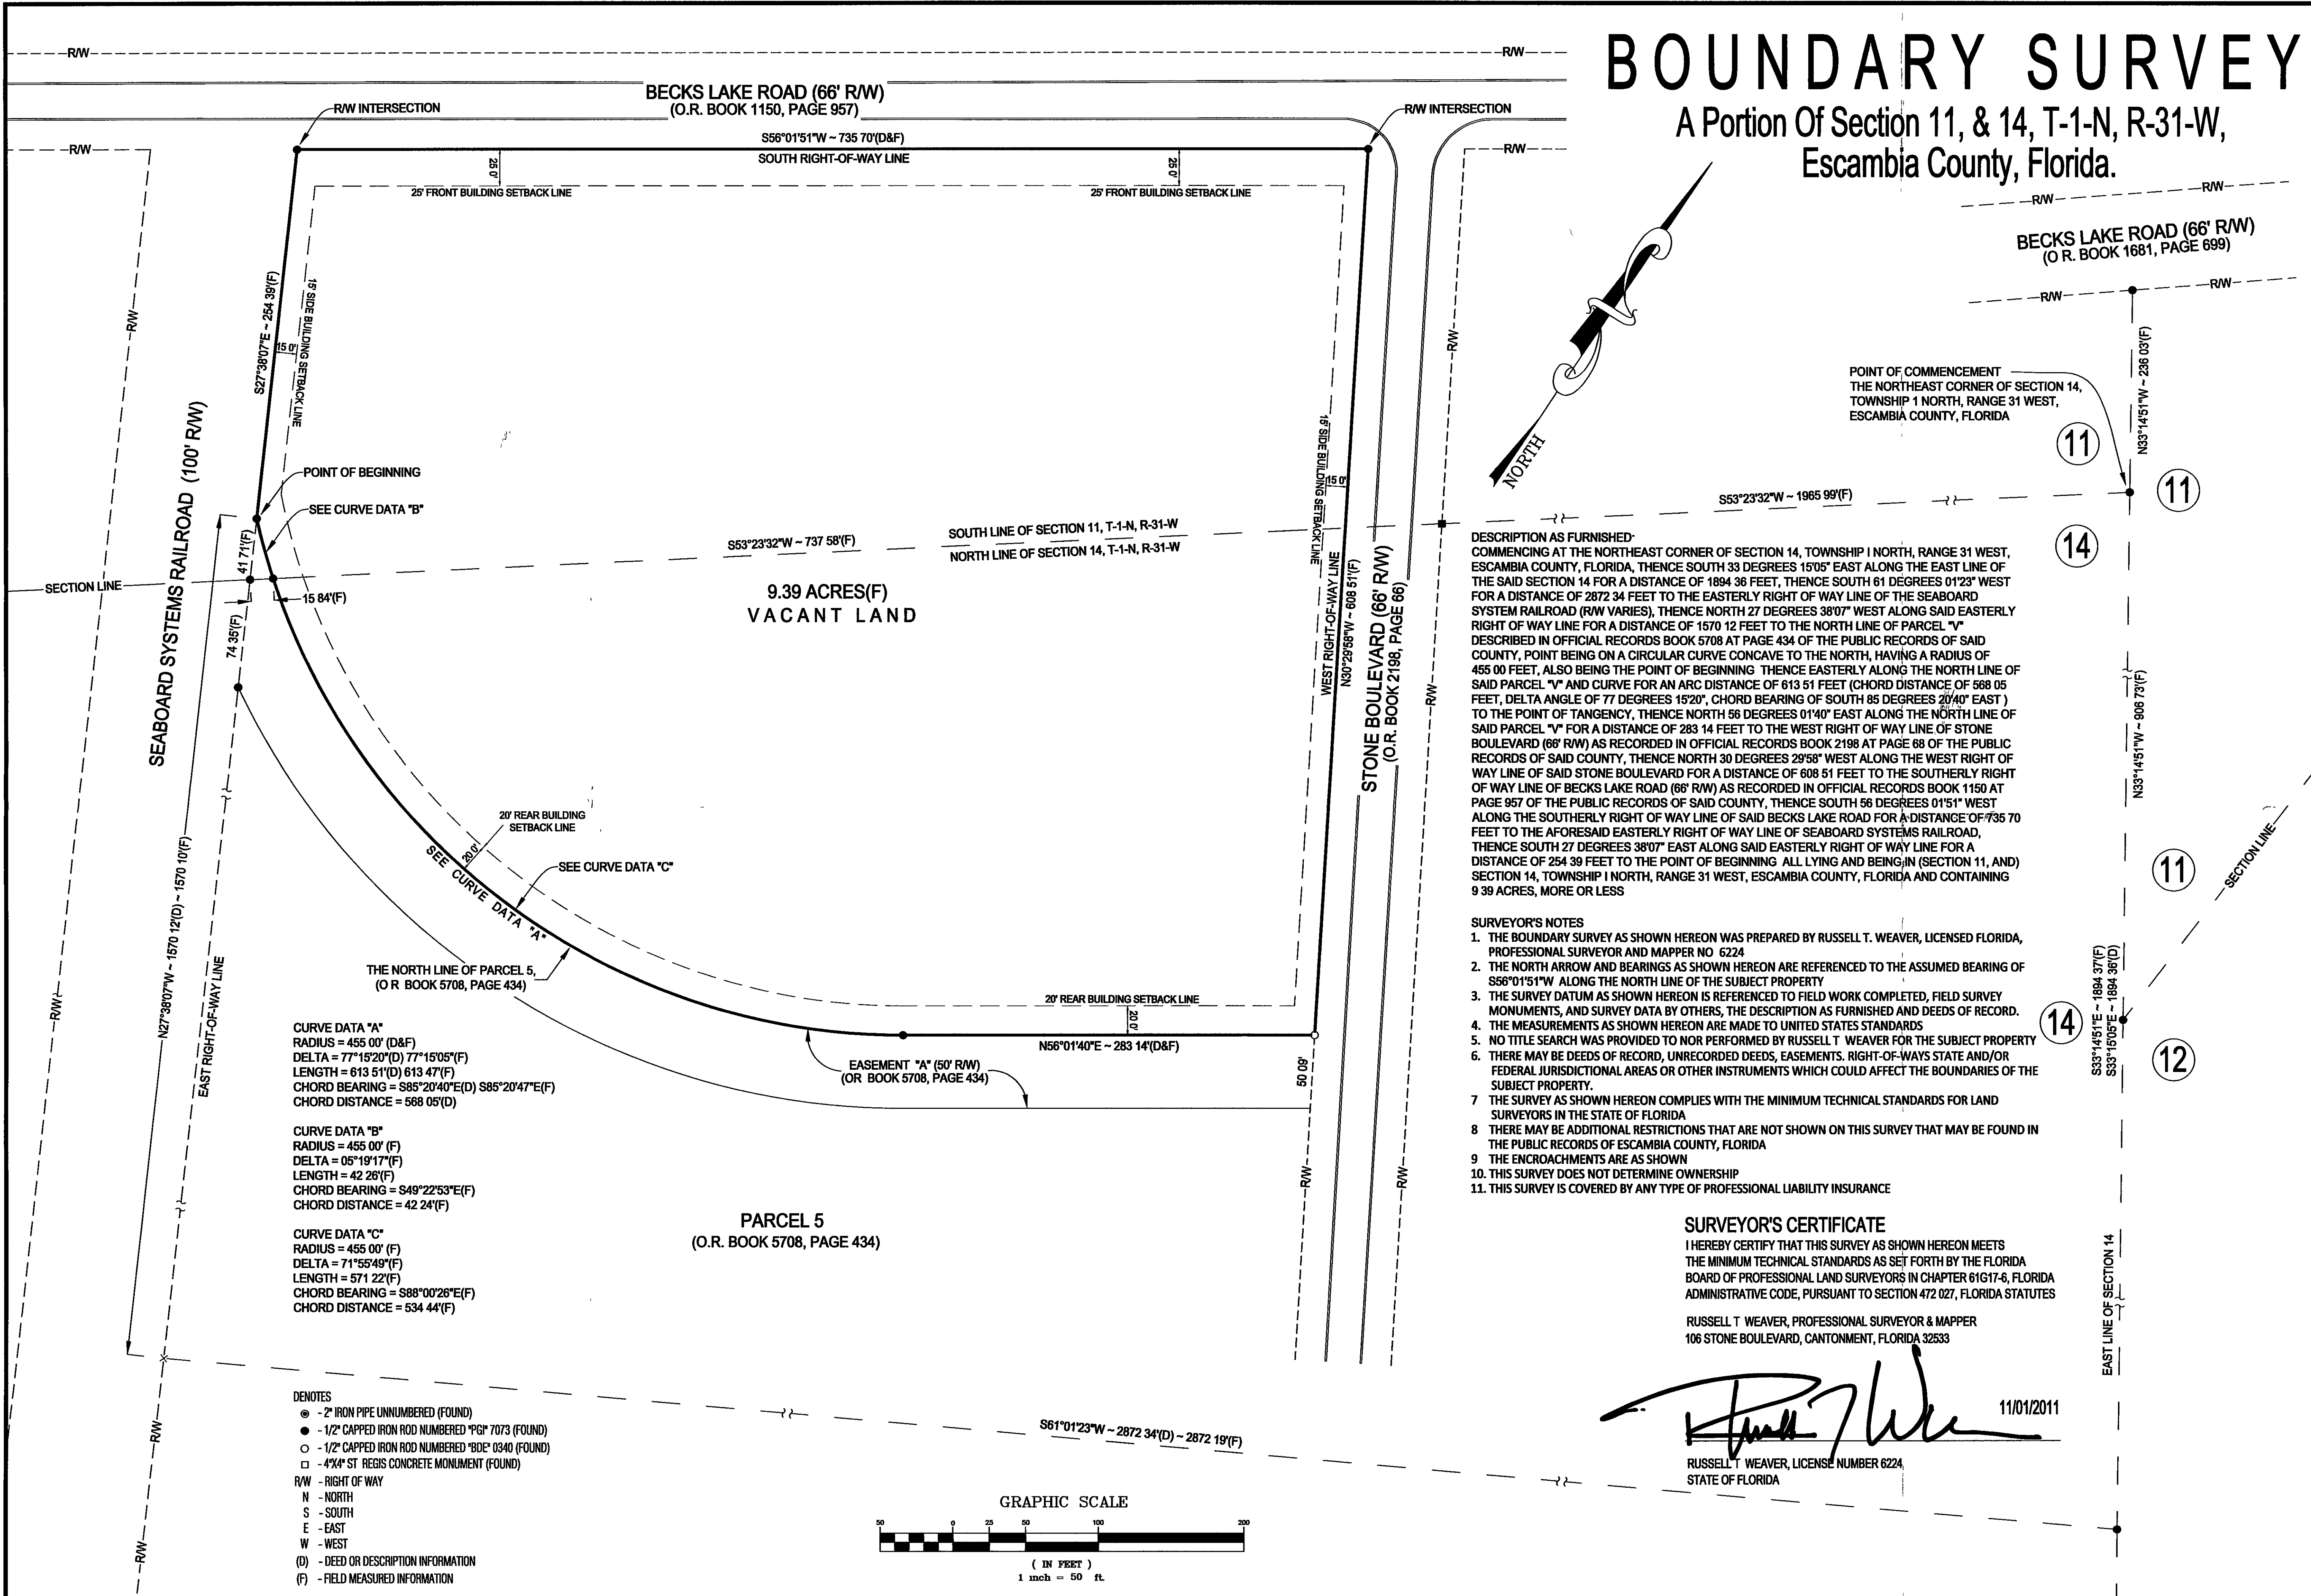 BOUNDARY SURVEY
A Portion Of Section 11, & 14, T-1-N, R-31-W,
Escambia County, Florida.
R/W
R/W
BECKS LAKE ROAD (66' R/W)
(O.R. BOOK 1150, PAGE 957)
R/W INTERSECTION
R/W INTERSECTION
R/W
R/W
S56°01'51"W ~ 735 70'(D&F)
SOUTH RIGHT-OF-WAY LINE
25 0'
25 0'
25' FRONT BUILDING SETBACK LINE
25' FRONT BUILDING SETBACK LINE
R/W
R/W
BECKS LAKE ROAD (66' R/W)
(O R. BOOK 1681, PAGE 699)
R/W
R/W
N33°14'51"W ~ 236 03'(F)
POINT OF COMMENCEMENT
THE NORTHEAST CORNER OF SECTION 14,
TOWNSHIP 1 NORTH, RANGE 31 WEST,
ESCAMBIA COUNTY, FLORIDA
11
11
14
NORTH
S53°23'32"W ~ 1965 99'(F)
R/W
S27°38'07"E ~ 254 39'(F)
15 0'
15' SIDE BUILDING SETBACK LINE
SEABOARD SYSTEMS RAILROAD (100' R/W)
POINT OF BEGINNING
SEE CURVE DATA "B"
41 71'(F)
SECTION LINE
15 84'(F)
74 35'(F)
S53°23'32"W ~ 737 58'(F)
SOUTH LINE OF SECTION 11, T-1-N, R-31-W
NORTH LINE OF SECTION 14, T-1-N, R-31-W
9.39 ACRES(F)
VACANT LAND
15' SIDE BUILDING SETBACK LINE
15 0'
WEST RIGHT-OF-WAY LINE
N30°29'58"W ~ 608 51'(F)
STONE BOULEVARD (66' R/W)
(O.R. BOOK 2198, PAGE 66)
R/W
R/W
20' REAR BUILDING
SETBACK LINE
20 0'
SEE CURVE DATA "C"
SEE CURVE DATA "A"
THE NORTH LINE OF PARCEL 5,
(O R BOOK 5708, PAGE 434)
20' REAR BUILDING SETBACK LINE
20 0'
N56°01'40"E ~ 283 14'(D&F)
EASEMENT "A" (50' R/W)
(OR BOOK 5708, PAGE 434)
50 09'
R/W
R/W
N27°38'07"W ~ 1570 12'(D) ~ 1570 10'(F)
EAST RIGHT-OF-WAY LINE
R/W
R/W
R/W
CURVE DATA "A"
RADIUS = 455 00' (D&F)
DELTA = 77°15'20"(D) 77°15'05"(F)
LENGTH = 613 51'(D) 613 47'(F)
CHORD BEARING = S85°20'40"E(D) S85°20'47"E(F)
CHORD DISTANCE = 568 05'(D)
CURVE DATA "B"
RADIUS = 455 00' (F)
DELTA = 05°19'17"(F)
LENGTH = 42 26'(F)
CHORD BEARING = S49°22'53"E(F)
CHORD DISTANCE = 42 24'(F)
CURVE DATA "C"
RADIUS = 455 00' (F)
DELTA = 71°55'49"(F)
LENGTH = 571 22'(F)
CHORD BEARING = S88°00'26"E(F)
CHORD DISTANCE = 534 44'(F)
PARCEL 5
(O.R. BOOK 5708, PAGE 434)
S61°01'23"W ~ 2872 34'(D) ~ 2872 19'(F)
DENOTES
- 2" IRON PIPE UNNUMBERED (FOUND)
- 1/2" CAPPED IRON ROD NUMBERED "PGI" 7073 (FOUND)
- 1/2" CAPPED IRON ROD NUMBERED "BDE" 0340 (FOUND)
- 4"X4" ST REGIS CONCRETE MONUMENT (FOUND)
R/W - RIGHT OF WAY
N - NORTH
S - SOUTH
E - EAST
W - WEST
(D) - DEED OR DESCRIPTION INFORMATION
(F) - FIELD MEASURED INFORMATION
GRAPHIC SCALE
50 0 25 50 100 200
( IN FEET )
1 inch = 50 ft.
DESCRIPTION AS FURNISHED-
COMMENCING AT THE NORTHEAST CORNER OF SECTION 14, TOWNSHIP I NORTH, RANGE 31 WEST,
ESCAMBIA COUNTY, FLORIDA, THENCE SOUTH 33 DEGREES 15'05" EAST ALONG THE EAST LINE OF
THE SAID SECTION 14 FOR A DISTANCE OF 1894 36 FEET, THENCE SOUTH 61 DEGREES 01'23" WEST
FOR A DISTANCE OF 2872 34 FEET TO THE EASTERLY RIGHT OF WAY LINE OF THE SEABOARD
SYSTEM RAILROAD (R/W VARIES), THENCE NORTH 27 DEGREES 38'07" WEST ALONG SAID EASTERLY
RIGHT OF WAY LINE FOR A DISTANCE OF 1570 12 FEET TO THE NORTH LINE OF PARCEL "V"
DESCRIBED IN OFFICIAL RECORDS BOOK 5708 AT PAGE 434 OF THE PUBLIC RECORDS OF SAID
COUNTY, POINT BEING ON A CIRCULAR CURVE CONCAVE TO THE NORTH, HAVING A RADIUS OF
455 00 FEET, ALSO BEING THE POINT OF BEGINNING THENCE EASTERLY ALONG THE NORTH LINE OF
SAID PARCEL "V" AND CURVE FOR AN ARC DISTANCE OF 613 51 FEET (CHORD DISTANCE OF 568 05
FEET, DELTA ANGLE OF 77 DEGREES 15'20", CHORD BEARING OF SOUTH 85 DEGREES 20'40" EAST )
TO THE POINT OF TANGENCY, THENCE NORTH 56 DEGREES 01'40" EAST ALONG THE NORTH LINE OF
SAID PARCEL "V" FOR A DISTANCE OF 283 14 FEET TO THE WEST RIGHT OF WAY LINE OF STONE
BOULEVARD (66' R/W) AS RECORDED IN OFFICIAL RECORDS BOOK 2198 AT PAGE 68 OF THE PUBLIC
RECORDS OF SAID COUNTY, THENCE NORTH 30 DEGREES 29'58" WEST ALONG THE WEST RIGHT OF
WAY LINE OF SAID STONE BOULEVARD FOR A DISTANCE OF 608 51 FEET TO THE SOUTHERLY RIGHT
OF WAY LINE OF BECKS LAKE ROAD (66' R/W) AS RECORDED IN OFFICIAL RECORDS BOOK 1150 AT
PAGE 957 OF THE PUBLIC RECORDS OF SAID COUNTY, THENCE SOUTH 56 DEGREES 01'51" WEST
ALONG THE SOUTHERLY RIGHT OF WAY LINE OF SAID BECKS LAKE ROAD FOR A DISTANCE OF 735 70
FEET TO THE AFORESAID EASTERLY RIGHT OF WAY LINE OF SEABOARD SYSTEMS RAILROAD,
THENCE SOUTH 27 DEGREES 38'07" EAST ALONG SAID EASTERLY RIGHT OF WAY LINE FOR A
DISTANCE OF 254 39 FEET TO THE POINT OF BEGINNING ALL LYING AND BEING IN (SECTION 11, AND)
SECTION 14, TOWNSHIP I NORTH, RANGE 31 WEST, ESCAMBIA COUNTY, FLORIDA AND CONTAINING
9 39 ACRES, MORE OR LESS
SURVEYOR'S NOTES
1. THE BOUNDARY SURVEY AS SHOWN HEREON WAS PREPARED BY RUSSELL T. WEAVER, LICENSED FLORIDA,
PROFESSIONAL SURVEYOR AND MAPPER NO 6224
2. THE NORTH ARROW AND BEARINGS AS SHOWN HEREON ARE REFERENCED TO THE ASSUMED BEARING OF
S56°01'51"W ALONG THE NORTH LINE OF THE SUBJECT PROPERTY
3. THE SURVEY DATUM AS SHOWN HEREON IS REFERENCED TO FIELD WORK COMPLETED, FIELD SURVEY
MONUMENTS, AND SURVEY DATA BY OTHERS, THE DESCRIPTION AS FURNISHED AND DEEDS OF RECORD.
4. THE MEASUREMENTS AS SHOWN HEREON ARE MADE TO UNITED STATES STANDARDS
5. NO TITLE SEARCH WAS PROVIDED TO NOR PERFORMED BY RUSSELL T WEAVER FOR THE SUBJECT PROPERTY
6. THERE MAY BE DEEDS OF RECORD, UNRECORDED DEEDS, EASEMENTS. RIGHT-OF-WAYS STATE AND/OR
FEDERAL JURISDICTIONAL AREAS OR OTHER INSTRUMENTS WHICH COULD AFFECT THE BOUNDARIES OF THE
SUBJECT PROPERTY.
7 THE SURVEY AS SHOWN HEREON COMPLIES WITH THE MINIMUM TECHNICAL STANDARDS FOR LAND
SURVEYORS IN THE STATE OF FLORIDA
8 THERE MAY BE ADDITIONAL RESTRICTIONS THAT ARE NOT SHOWN ON THIS SURVEY THAT MAY BE FOUND IN
THE PUBLIC RECORDS OF ESCAMBIA COUNTY, FLORIDA
9 THE ENCROACHMENTS ARE AS SHOWN
10. THIS SURVEY DOES NOT DETERMINE OWNERSHIP
11. THIS SURVEY IS COVERED BY ANY TYPE OF PROFESSIONAL LIABILITY INSURANCE
SURVEYOR'S CERTIFICATE
I HEREBY CERTIFY THAT THIS SURVEY AS SHOWN HEREON MEETS
THE MINIMUM TECHNICAL STANDARDS AS SET FORTH BY THE FLORIDA
BOARD OF PROFESSIONAL LAND SURVEYORS IN CHAPTER 61G17-6, FLORIDA
ADMINISTRATIVE CODE, PURSUANT TO SECTION 472 027, FLORIDA STATUTES
RUSSELL T WEAVER, PROFESSIONAL SURVEYOR & MAPPER
106 STONE BOULEVARD, CANTONMENT, FLORIDA 32533
11/01/2011
RUSSELL T WEAVER, LICENSE NUMBER 6224
STATE OF FLORIDA
N33°14'51"W ~ 906 73'(F)
SECTION LINE
11
14
12
S33°14'51"E ~ 1894 37'(F)
S33°15'05"E ~ 1894 36'(D)
EAST LINE OF SECTION 14